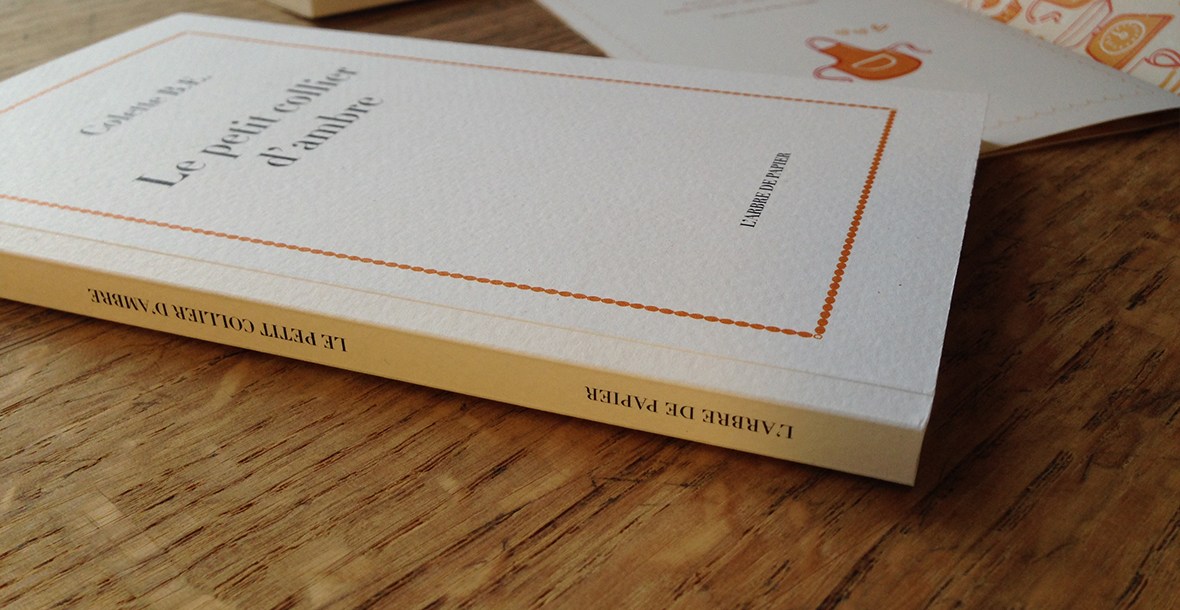 Colette B.F.
Le petit collier
d'ambre
L'ARBRE DE PAPIER
LE PETIT COLLIER D'AMBRE
L'ARBRE DE PAPIER
D